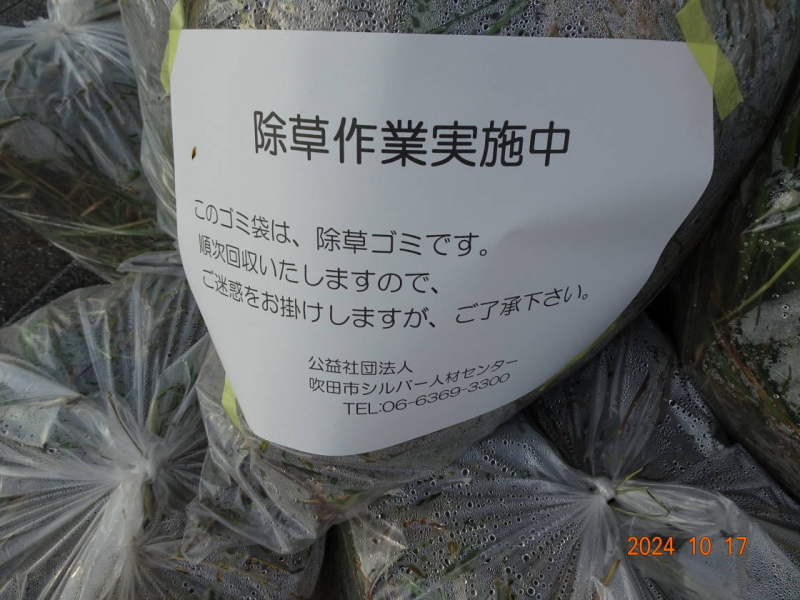 除草作業実施中
このゴミ袋は、除草ゴミです。
順次回収いたしますので、
ご迷惑をお掛けしますが、ご了承下さい。
公益社団法人
吹田市シルバー人材センター
TEL:06-6369-3300
2024 10 17